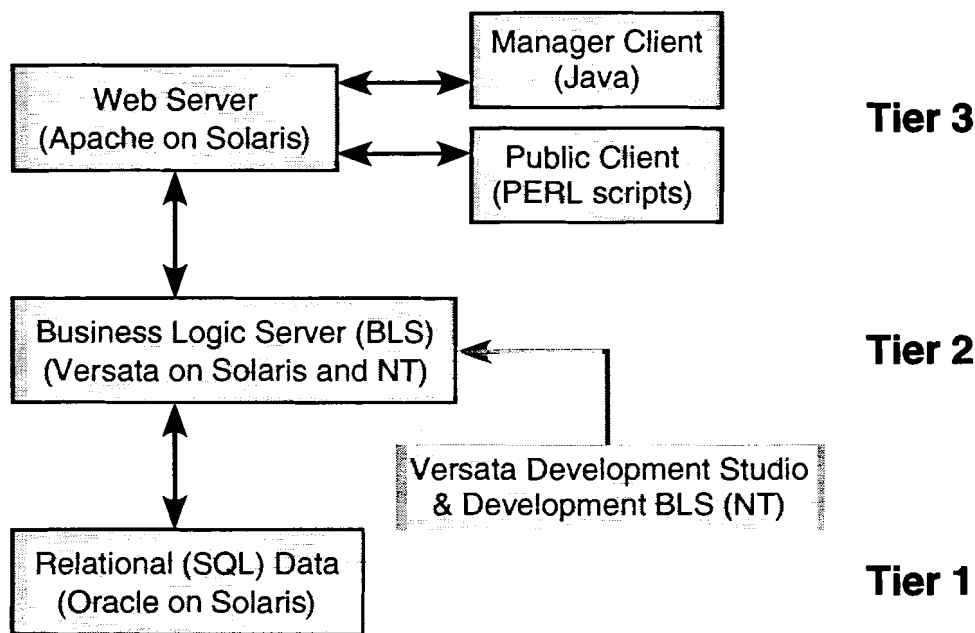 Manager Client
(Java)
Web Server
(Apache on Solaris)
Tier 3
Public Client
(PERL scripts)
Business Logic Server (BLS)
(Versata on Solaris and NT)
Tier 2
Versata Development Studio
& Development BLS (NT)
Relational (SQL) Data
(Oracle on Solaris)
Tier 1